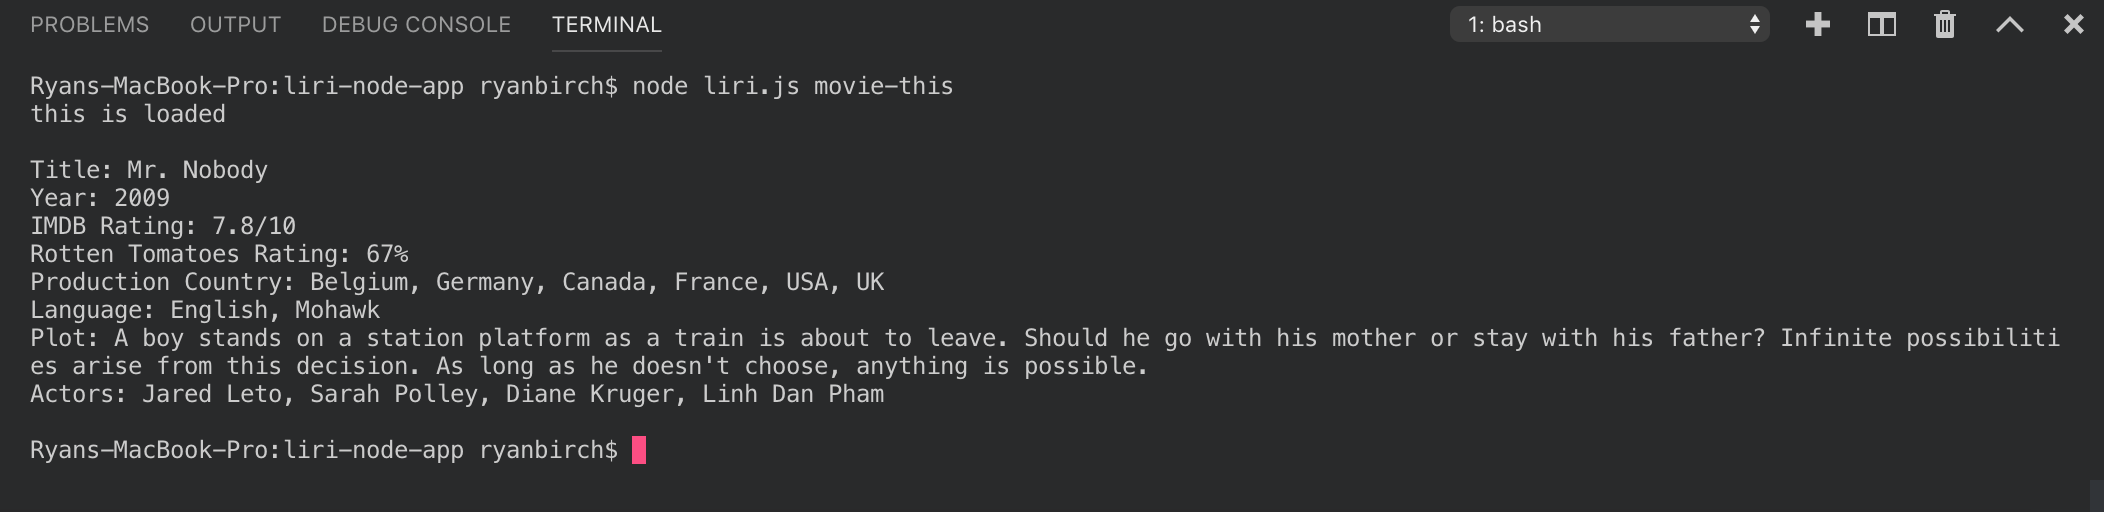 PROBLEMS OUTPUT DEBUG CONSOLE TERMINAL 1: bash
Ryans-MacBook-Pro:liri-node-app ryanbirch$ node liri.js movie-this
this is loaded
Title: Mr. Nobody
Year: 2009
IMDB Rating: 7.8/10
Rotten Tomatoes Rating: 67%
Production Country: Belgium, Germany, Canada, France, USA, UK
Language: English, Mohawk
Plot: A boy stands on a station platform as a train is about to leave. Should he go with his mother or stay with his father? Infinite possibiliti
es arise from this decision. As long as he doesn't choose, anything is possible.
Actors: Jared Leto, Sarah Polley, Diane Kruger, Linh Dan Pham
Ryans-MacBook-Pro:liri-node-app ryanbirch$